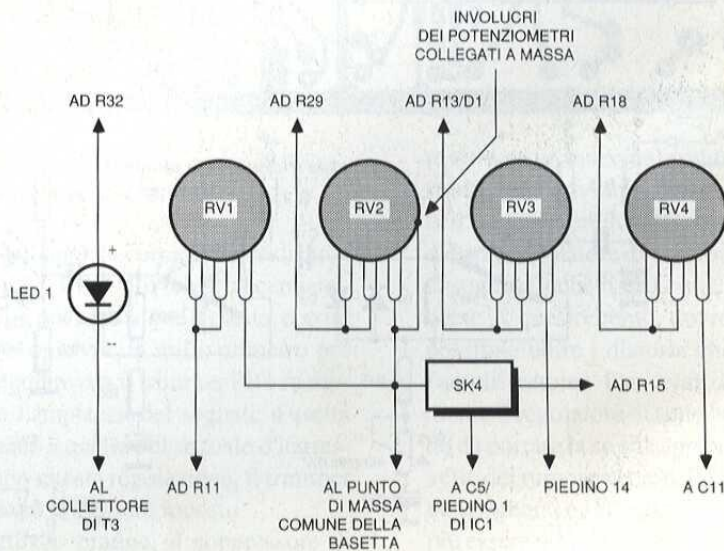 INVOLUCRI
DEI POTENZIOMETRI
COLLEGATI A MASSA
AD R32
AD R29
AD R13/D1
AD R18
RV1
RV2
RV3
RV4
+
LED 1
--
SK4
AD R15
AL
COLLETTORE
DI T3
AD R11
AL PUNTO
DI MASSA
COMUNE DELLA
BASETTA
A C5/
PIEDINO
DI IC1
PIEDINO 14
A C11